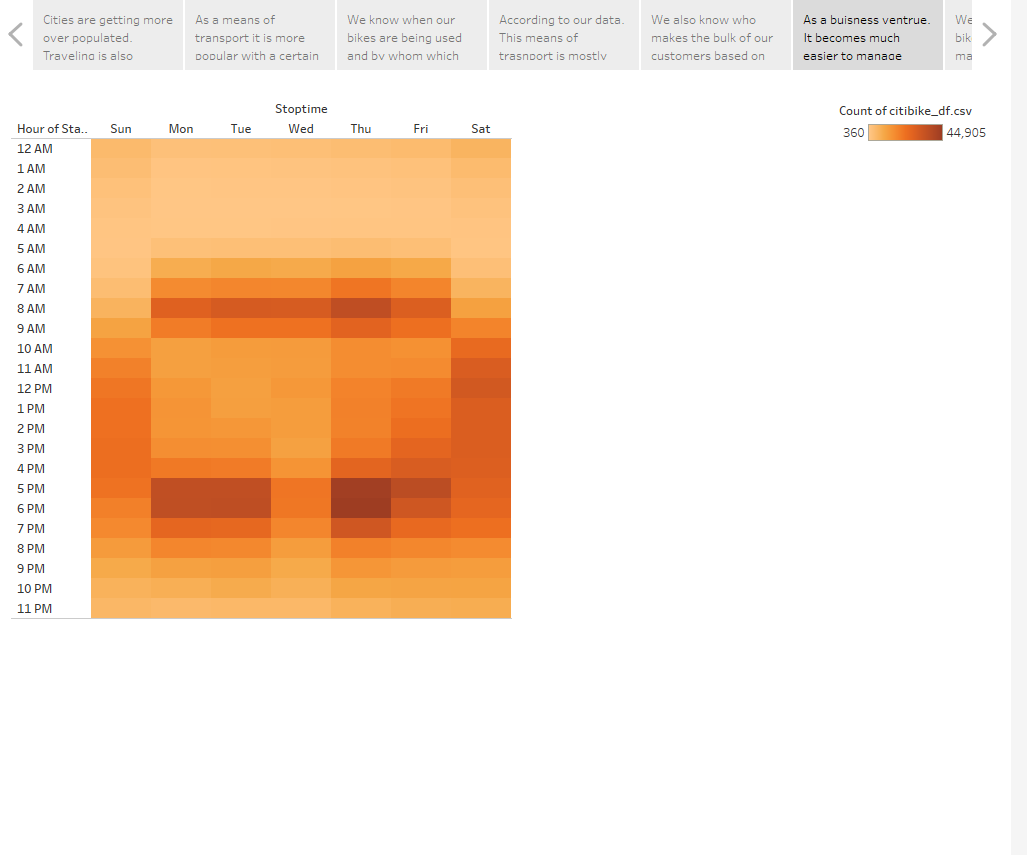 Cities are getting more
over populated.
Traveling is also
As a means of
transport it is more
popular with a certain
We know when our
bikes are being used
and by whom which
According to our data.
This means of
trasnport is mostly
We also know who
makes the bulk of our
customers based on
As a buisness ventrue.
It becomes much
easier to manage
We
bik
ma
Stoptime
Count of citibike_df.csv
Hour of Sta.. Sun Mon Tue Wed Thu Fri Sat
360 44,905
12 AM
1 AM
2 AM
3 AM
4 AM
5 AM
6 AM
7 AM
8 AM
9 AM
10 AM
11 AM
12 PM
1 PM
2 PM
3 PM
4 PM
5 PM
6 PM
7 PM
8 PM
9 PM
10 PM
11 PM